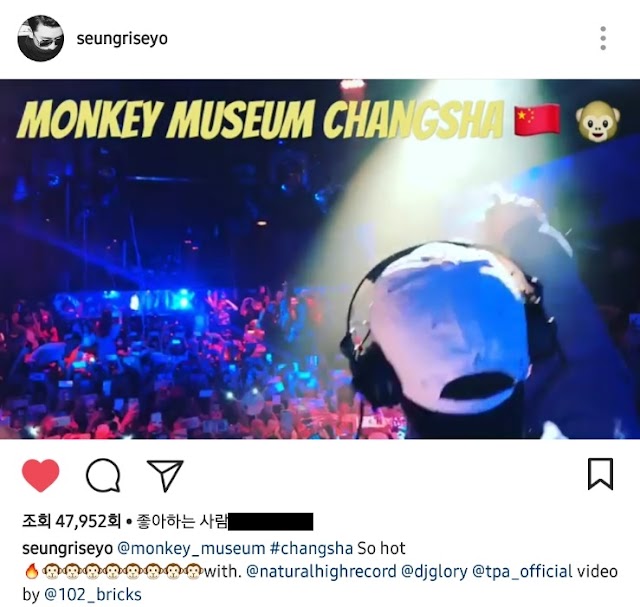 seungriseyo
MONKEY MUSEUM CHANGSHA
조회 47,952회 • 좋아하는 사람
seungriseyo @monkey_museum #changsha So hot
🔥🐵🐵🐵🐵🐵🐵🐵🐵with. @naturalhighrecord @djglory @tpa_official video
by @102_bricks